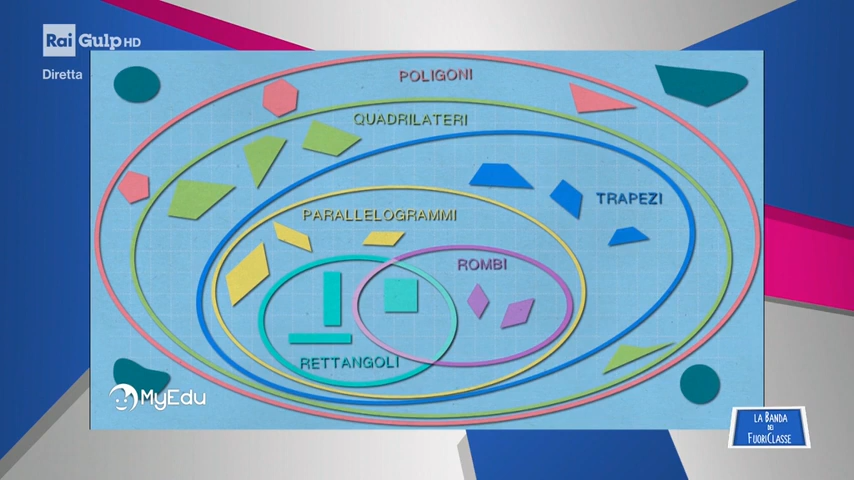 Rai Gulp HD
Diretta
POLIGONI
QUADRILATERI
TRAPEZI
PARALLELOGRAMMI
ROMBI
RETTANGOLI
MyEdu
LA BANDA
DEI
FUORICLASSE